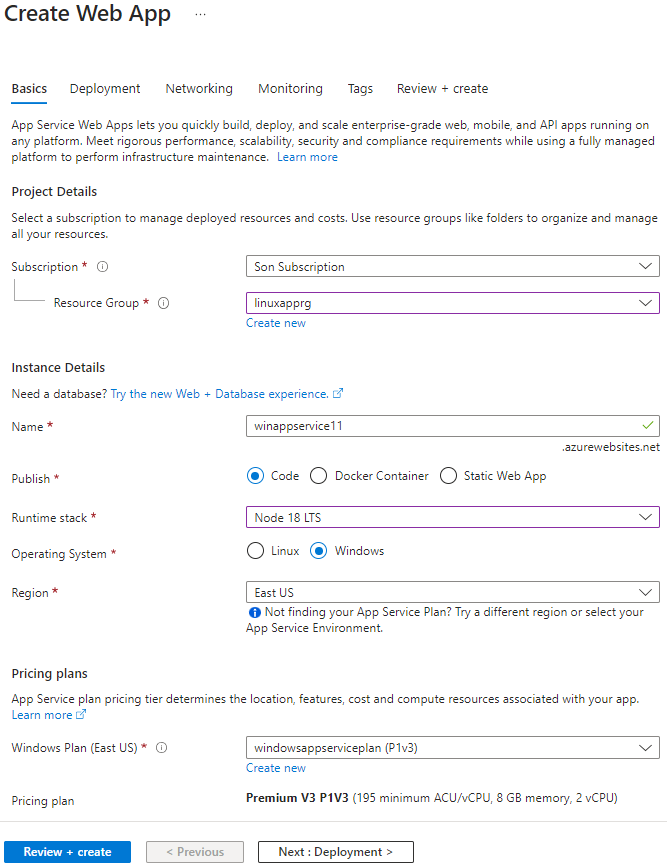 Create Web App ...
Basics Deployment Networking Monitoring Tags Review + create
App Service Web Apps lets you quickly build, deploy, and scale enterprise-grade web, mobile, and API apps running on
any platform. Meet rigorous performance, scalability, security and compliance requirements while using a fully managed
platform to perform infrastructure maintenance. Learn more
Project Details
Select a subscription to manage deployed resources and costs. Use resource groups like folders to organize and manage
all your resources.
Subscription * Son Subscription
Resource Group * linuxapprg
Create new
Instance Details
Need a database? Try the new Web + Database experience.
Name * winappservice11
.azurewebsites.net
Publish * Code Docker Container Static Web App
Runtime stack * Node 18 LTS
Operating System * Linux Windows
Region * East US
Not finding your App Service Plan? Try a different region or select your
App Service Environment.
Pricing plans
App Service plan pricing tier determines the location, features, cost and compute resources associated with your app.
Learn more
Windows Plan (East US) * windowsappserviceplan (P1v3)
Create new
Pricing plan Premium V3 P1V3 (195 minimum ACU/vCPU, 8 GB memory, 2 vCPU)
Review + create < Previous Next : Deployment >